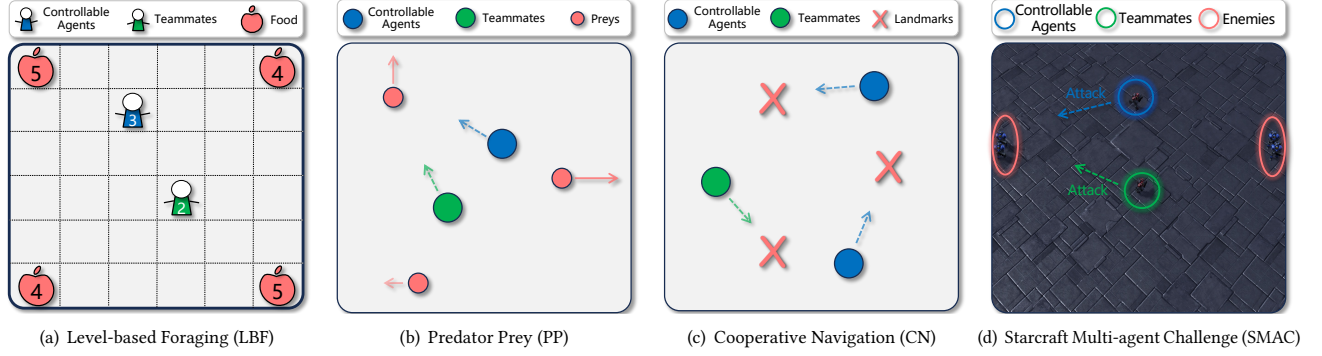 Controllable Agents
Teammates
Food
5
4
3
2
4
5
(a) Level-based Foraging (LBF)
Controllable Agents
Teammates
Preys
(b) Predator Prey (PP)
Controllable Agents
Teammates
Landmarks
(c) Cooperative Navigation (CN)
Controllable Agents
Teammates
Enemies
Attack
Attack
(d) Starcraft Multi-agent Challenge (SMAC)